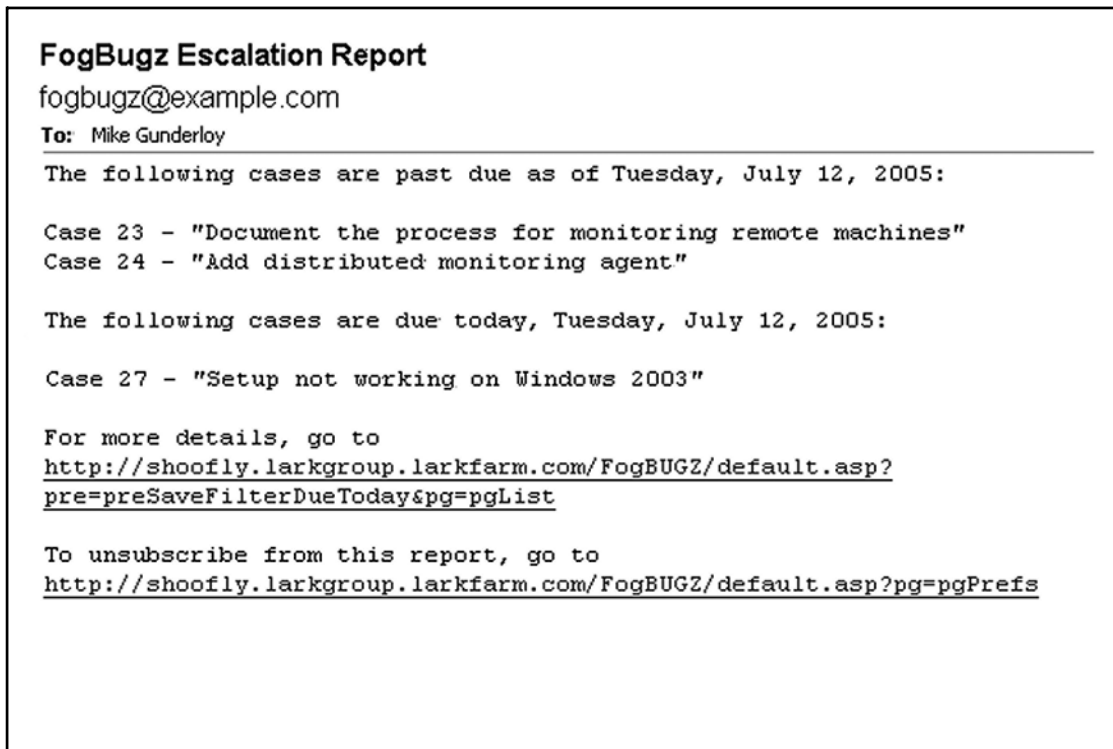 FogBugz Escalation Report
fogbugz@example.com
To: Mike Gunderloy
The following cases are past due as of Tuesday, July 12, 2005:
Case 23 - "Document the process for monitoring remote machines"
Case 24 - "Add distributed monitoring agent"
The following cases are due today, Tuesday, July 12, 2005:
Case 27 - "Setup not working on Windows 2003"
For more details, go to
http://shoofly.larkgroup.larkfarm.com/FogBUGZ/default.asp?
pre=preSaveFilterDueToday&pg=pgList
To unsubscribe from this report, go to
http://shoofly.larkgroup.larkfarm.com/FogBUGZ/default.asp?pg=pgPrefs